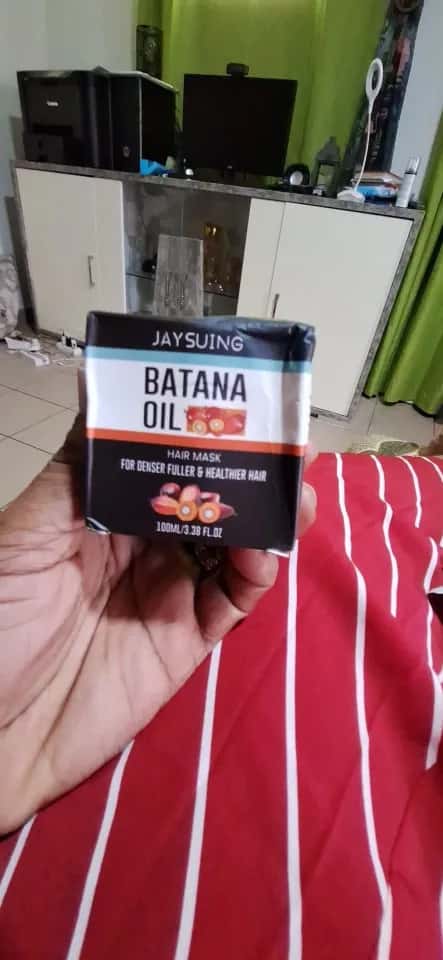 JAYSUING
BATANA
OIL
HAIR MASK
FOR DENSER FULLER & HEALTHIER HAIR
100ML/3.38 FL.OZ